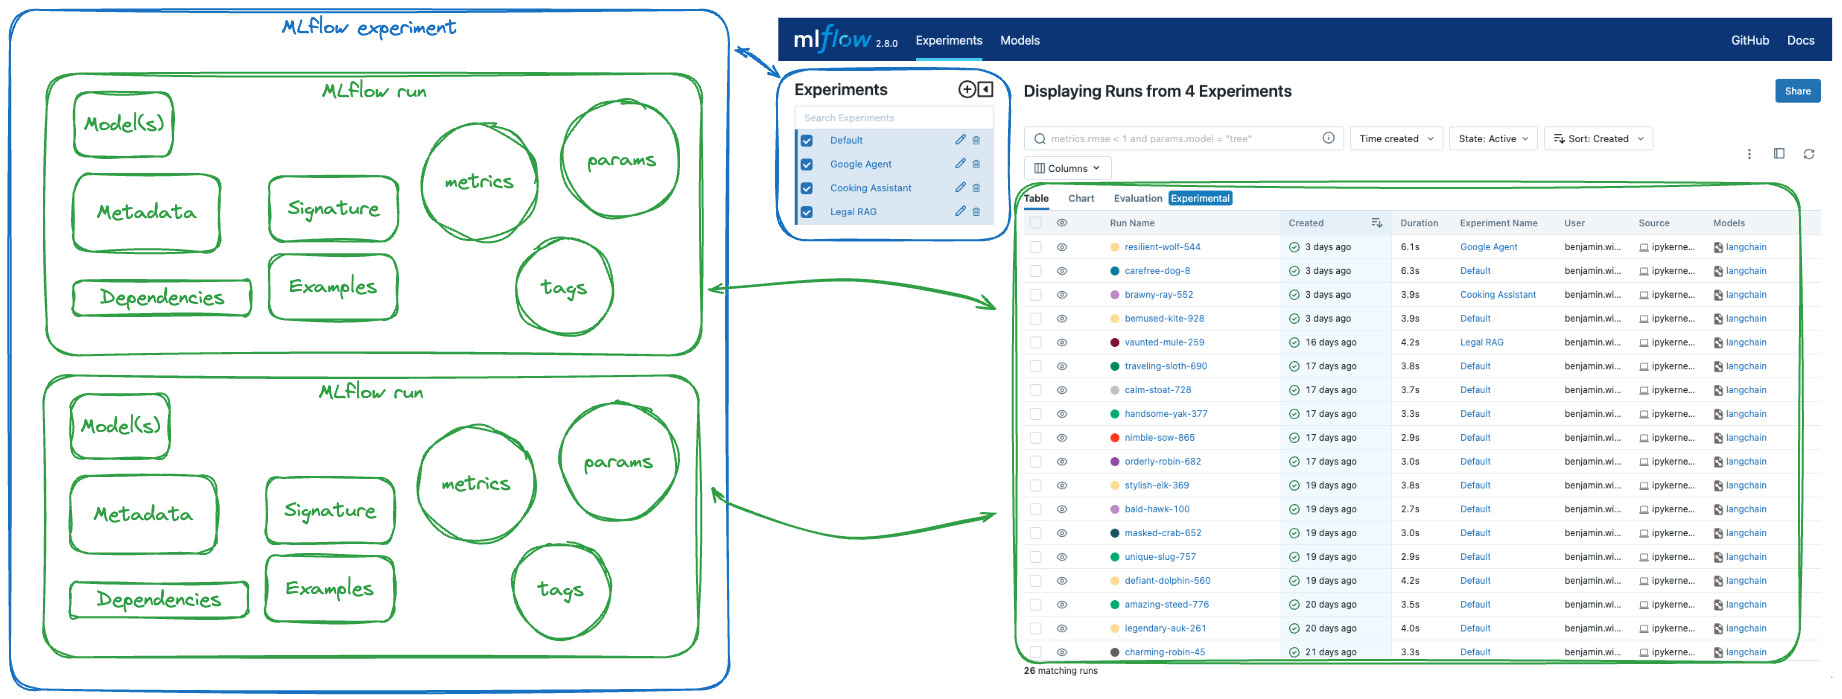 MLflow experiment
MLflow run
Model(s)
Metadata
Dependencies
Signature
Examples
metrics
params
tags
MLflow run
Model(s)
Metadata
Dependencies
Signature
Examples
metrics
params
tags
mlflow 2.8.0 Experiments Models GitHub Docs
Experiments
Search Experiments
Default
Google Agent
Cooking Assistant
Legal RAG
Displaying Runs from 4 Experiments Share
metrics.rmse < 1 and params.model = "tree" Time created State: Active Sort: Created
Columns
Table Chart Evaluation Experimental
Run Name Created Duration Experiment Name User Source Models
resilient-wolf-544 3 days ago 6.1s Google Agent benjamin.wi... ipykerne... langchain
carefree-dog-8 3 days ago 6.3s Default benjamin.wi... ipykerne... langchain
brawny-ray-552 3 days ago 3.9s Cooking Assistant benjamin.wi... ipykerne... langchain
bemused-kite-928 3 days ago 3.9s Default benjamin.wi... ipykerne... langchain
vaunted-mule-259 16 days ago 4.2s Legal RAG benjamin.wi... ipykerne... langchain
traveling-sloth-690 17 days ago 3.8s Default benjamin.wi... ipykerne... langchain
calm-stoat-728 17 days ago 3.7s Default benjamin.wi... ipykerne... langchain
handsome-yak-377 17 days ago 3.3s Default benjamin.wi... ipykerne... langchain
nimble-sow-865 17 days ago 2.9s Default benjamin.wi... ipykerne... langchain
orderly-robin-682 17 days ago 3.0s Default benjamin.wi... ipykerne... langchain
stylish-elk-369 19 days ago 3.8s Default benjamin.wi... ipykerne... langchain
bald-hawk-100 19 days ago 2.7s Default benjamin.wi... ipykerne... langchain
masked-crab-652 19 days ago 3.0s Default benjamin.wi... ipykerne... langchain
unique-slug-757 19 days ago 2.9s Default benjamin.wi... ipykerne... langchain
defiant-dolphin-560 19 days ago 4.2s Default benjamin.wi... ipykerne... langchain
amazing-steed-776 20 days ago 3.5s Default benjamin.wi... ipykerne... langchain
legendary-auk-261 20 days ago 4.0s Default benjamin.wi... ipykerne... langchain
charming-robin-45 21 days ago 3.3s Default benjamin.wi... ipykerne... langchain
26 matching runs